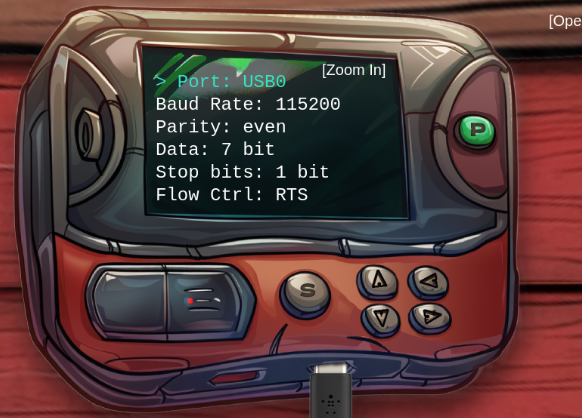 [Ope
[Zoom In]
> Port: USB0
Baud Rate: 115200
Parity: even
Data: 7 bit
Stop bits: 1 bit
Flow Ctrl: RTS
P
S